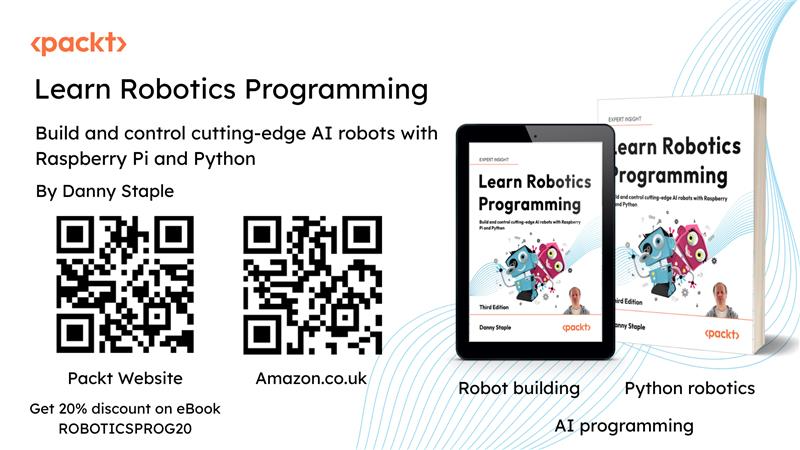 <packt>
Learn Robotics Programming
Build and control cutting-edge AI robots with
Raspberry Pi and Python
By Danny Staple
Packt Website
Amazon.co.uk
Get 20% discount on eBook
ROBOTICSPROG20
EXPERT INSIGHT
Learn Robotics
Programming
Build and control cutting-edge AI robots with Raspberry
Pi and Python
Third Edition
Danny Staple
<packt>
EXPERT INSIGHT
Learn Robotics
Programming
Build and control cutting-edge AI robots with Raspberry
Pi and Python
Third Edition
Danny Staple
<packt>
Robot building
Python robotics
AI programming